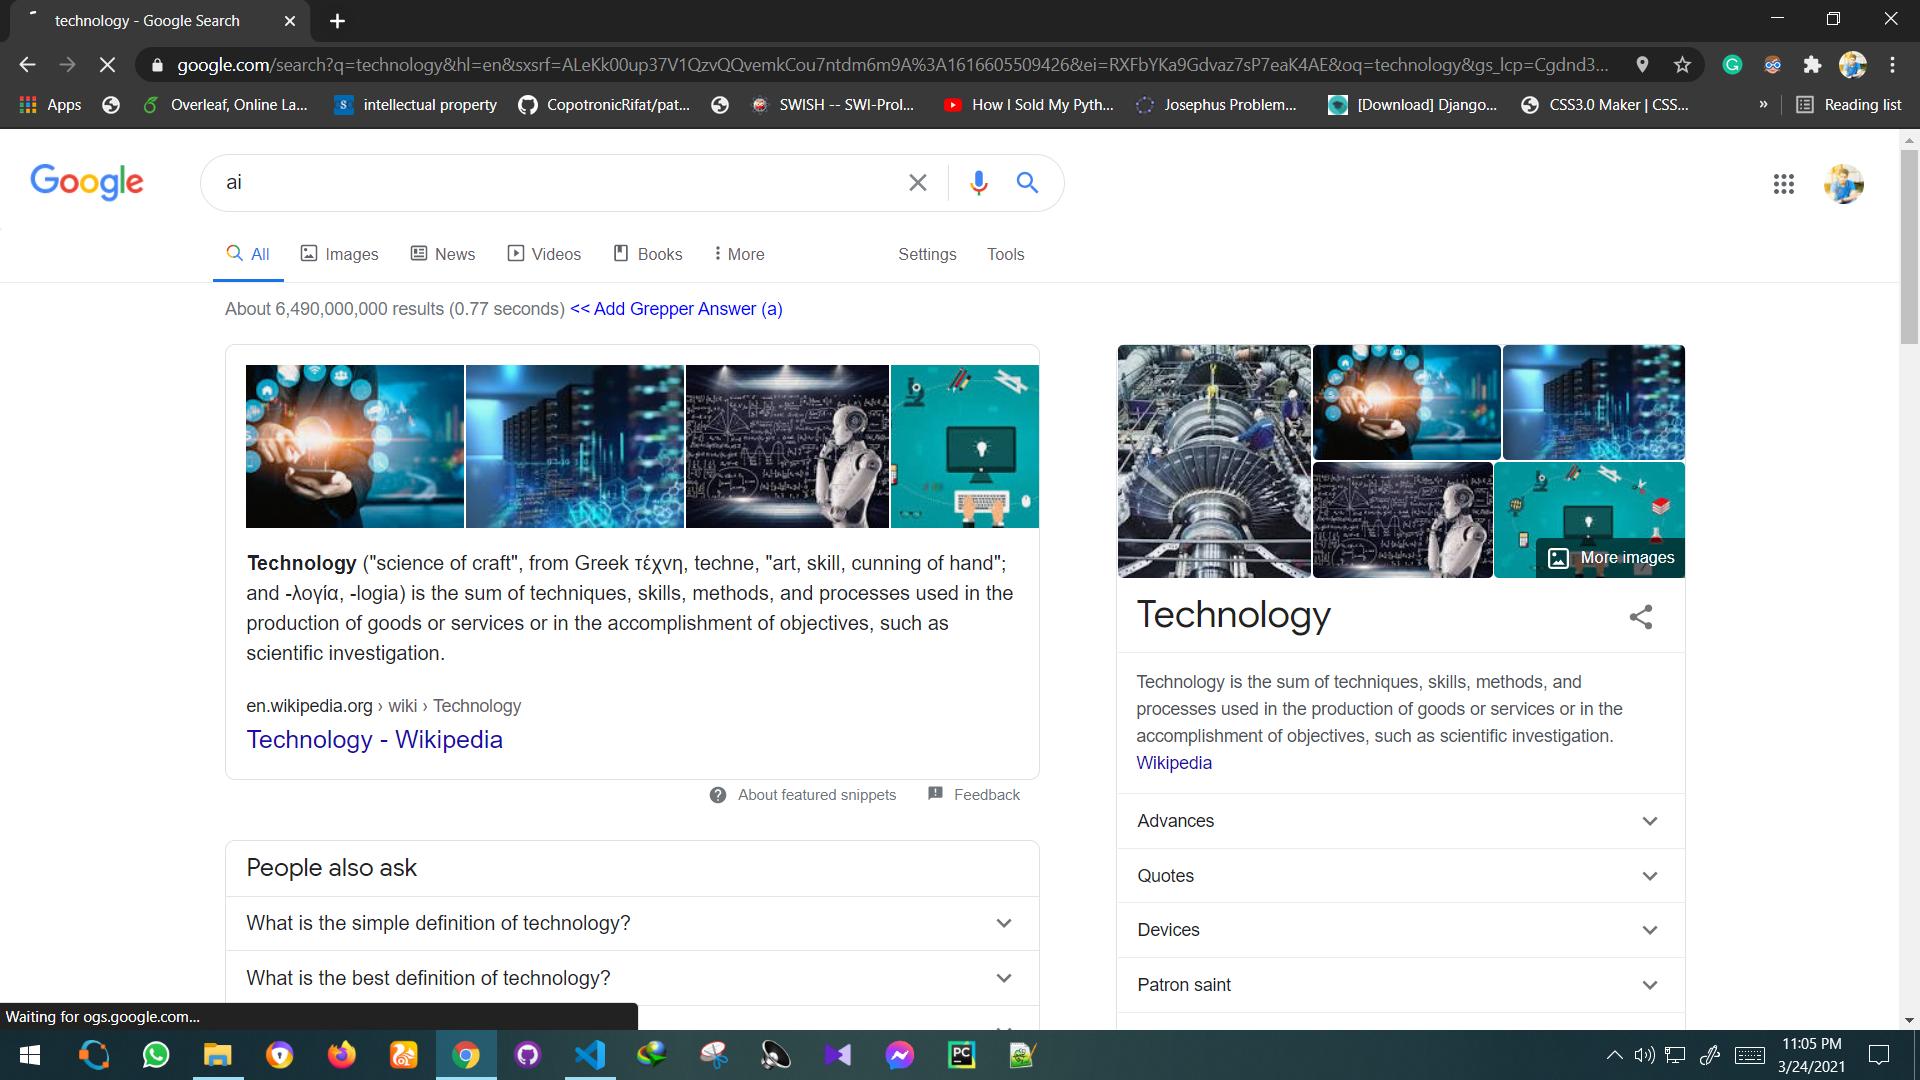 technology - Google Search
google.com/search?q=technology&hl=en&sxsrf=ALeKk00up37V1QzvQQvemkCou7ntdm6m9A%3A1616605509426&ei=RXFbYKa9Gdvaz7sP7eaK4AE&oq=technology&gs_lcp=Cgdnd3...
Apps Overleaf, Online La... intellectual property CopotronicRifat/pat... SWISH -- SWI-Prol... How I Sold My Pyth... Josephus Problem... [Download] Django... CSS3.0 Maker | CSS... » Reading list
Google ai
All Images News Videos Books More Settings Tools
About 6,490,000,000 results (0.77 seconds) << Add Grepper Answer (a)
Technology ("science of craft", from Greek τέχνη, techne, "art, skill, cunning of hand";
and -λογία, -logia) is the sum of techniques, skills, methods, and processes used in the
production of goods or services or in the accomplishment of objectives, such as
scientific investigation.
en.wikipedia.org › wiki › Technology
Technology - Wikipedia
About featured snippets Feedback
People also ask
What is the simple definition of technology?
What is the best definition of technology?
More images
Technology
Technology is the sum of techniques, skills, methods, and
processes used in the production of goods or services or in the
accomplishment of objectives, such as scientific investigation.
Wikipedia
Advances
Quotes
Devices
Patron saint
Waiting for ogs.google.com...
PC
11:05 PM
3/24/2021